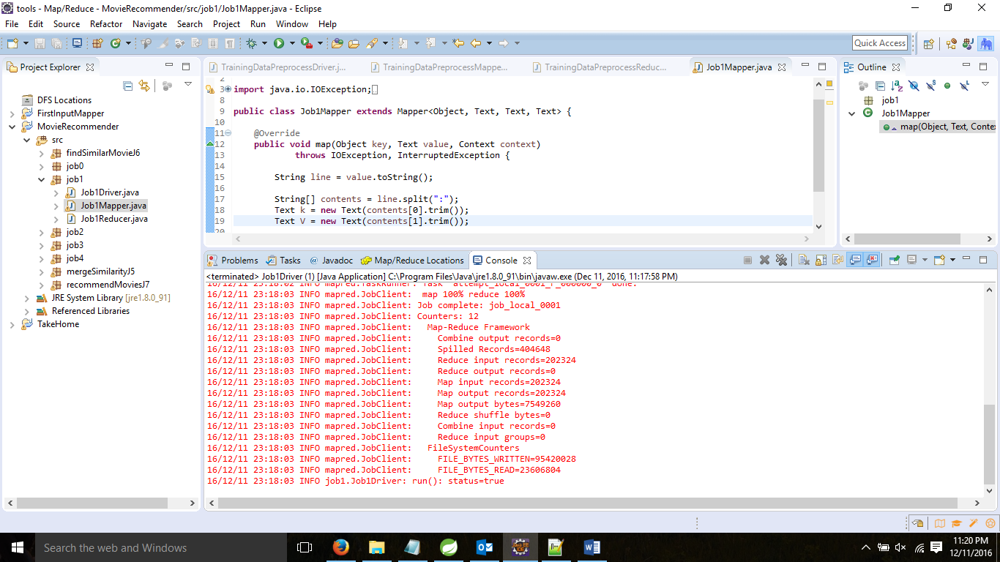 tools - Map/Reduce - MovieRecommender/src/job1/Job1Mapper.java - Eclipse
File Edit Source Refactor Navigate Search Project Run Window Help
Quick Access
Project Explorer
DFS Locations
FirstInputMapper
MovieRecommender
src
findSimilarMovieJ6
job0
job1
Job1Driver.java
Job1Mapper.java
Job1Reducer.java
job2
job3
job4
mergeSimilarityJ5
recommendMoviesJ7
JRE System Library [jre1.8.0_91]
Referenced Libraries
TakeHome
TrainingDataPreprocessDriver.j... TrainingDataPreprocessMappe... TrainingDataPreprocessReduc... Job1Mapper.java
2
3 import java.io.IOException;
8
9 public class Job1Mapper extends Mapper<Object, Text, Text, Text> {
10
11 @Override
12 public void map(Object key, Text value, Context context)
13 throws IOException, InterruptedException {
14
15 String line = value.toString();
16
17 String[] contents = line.split(":");
18 Text k = new Text(contents[0].trim());
19 Text V = new Text(contents[1].trim());
20
Outline
job1
Job1Mapper
map(Object, Text, Conte
Problems @ Javadoc Tasks Map/Reduce Locations Console
<terminated> Job1Driver (1) [Java Application] C:\Program Files\Java\jre1.8.0_91\bin\javaw.exe (Dec 11, 2016, 11:17:58 PM)
16/12/11 23:18:02 INFO mapred.TaskRunner: Task 'attempt_local_0001_r_000000_0' done.
16/12/11 23:18:03 INFO mapred.JobClient: map 100% reduce 100%
16/12/11 23:18:03 INFO mapred.JobClient: Job complete: job_local_0001
16/12/11 23:18:03 INFO mapred.JobClient: Counters: 12
16/12/11 23:18:03 INFO mapred.JobClient: Map-Reduce Framework
16/12/11 23:18:03 INFO mapred.JobClient: Combine output records=0
16/12/11 23:18:03 INFO mapred.JobClient: Spilled Records=404648
16/12/11 23:18:03 INFO mapred.JobClient: Reduce input records=202324
16/12/11 23:18:03 INFO mapred.JobClient: Reduce output records=0
16/12/11 23:18:03 INFO mapred.JobClient: Map input records=202324
16/12/11 23:18:03 INFO mapred.JobClient: Map output records=202324
16/12/11 23:18:03 INFO mapred.JobClient: Map output bytes=7549260
16/12/11 23:18:03 INFO mapred.JobClient: Reduce shuffle bytes=0
16/12/11 23:18:03 INFO mapred.JobClient: Combine input records=0
16/12/11 23:18:03 INFO mapred.JobClient: Reduce input groups=0
16/12/11 23:18:03 INFO mapred.JobClient: FileSystemCounters
16/12/11 23:18:03 INFO mapred.JobClient: FILE_BYTES_WRITTEN=95420028
16/12/11 23:18:03 INFO mapred.JobClient: FILE_BYTES_READ=23606804
16/12/11 23:18:03 INFO job1.Job1Driver: run(): status=true
Search the web and Windows
11:20 PM
12/11/2016